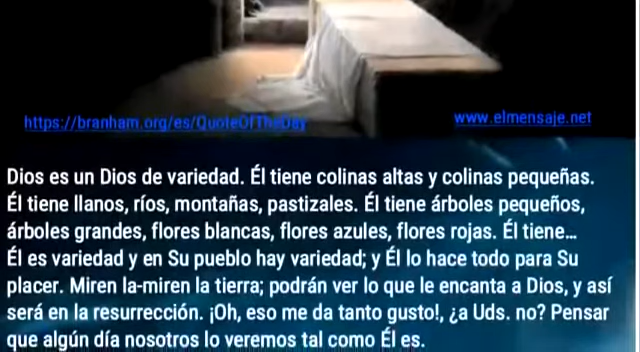 https://branham.org/es/QuoteOfTheDay
www.elmensaje.net
Dios es un Dios de variedad. Él tiene colinas altas y colinas pequeñas.
Él tiene llanos, ríos, montañas, pastizales. Él tiene árboles pequeños,
árboles grandes, flores blancas, flores azules, flores rojas. Él tiene...
Él es variedad y en Su pueblo hay variedad; y Él lo hace todo para Su
placer. Miren la-miren la tierra; podrán ver lo que le encanta a Dios, y así
será en la resurrección. ¡Oh, eso me da tanto gusto!, ¿a Uds. no? Pensar
que algún día nosotros lo veremos tal como Él es.